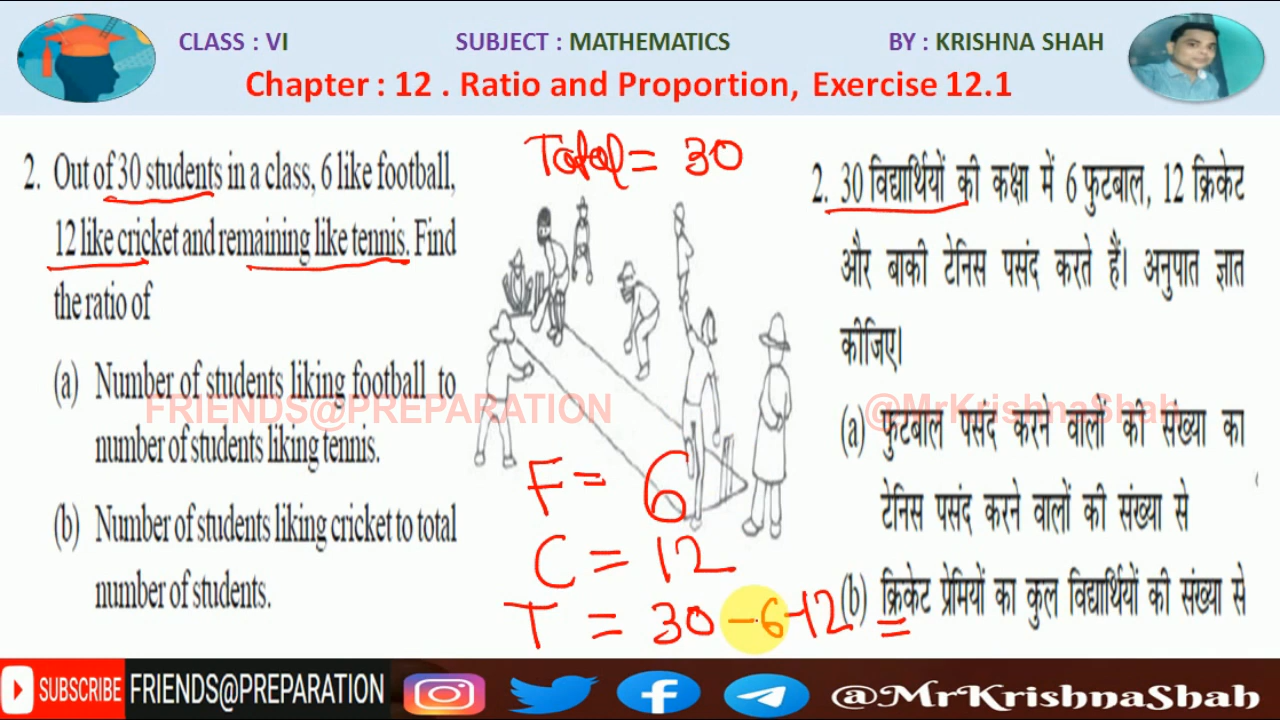 CLASS : VI SUBJECT : MATHEMATICS BY : KRISHNA SHAH
Chapter : 12 . Ratio and Proportion, Exercise 12.1
Total = 30
2. Out of 30 students in a class, 6 like football,
12 like cricket and remaining like tennis. Find
the ratio of
(a) Number of students liking football to
number of students liking tennis.
(b) Number of students liking cricket to total
number of students.
F = 6
C = 12
T = 30 - 6 - 12 =
2. 30 विद्यार्थियों की कक्षा में 6 फुटबाल, 12 क्रिकेट
और बाकी टेनिस पसंद करते हैं। अनुपात ज्ञात
कीजिए।
(a) फुटबाल पसंद करने वालों की संख्या का
टेनिस पसंद करने वालों की संख्या से
(b) क्रिकेट प्रेमियों का कुल विद्यार्थियों की संख्या से
FRIENDS@PREPARATION @MrKrishnaShah
SUBSCRIBE FRIENDS@PREPARATION @MrKrishnaShah